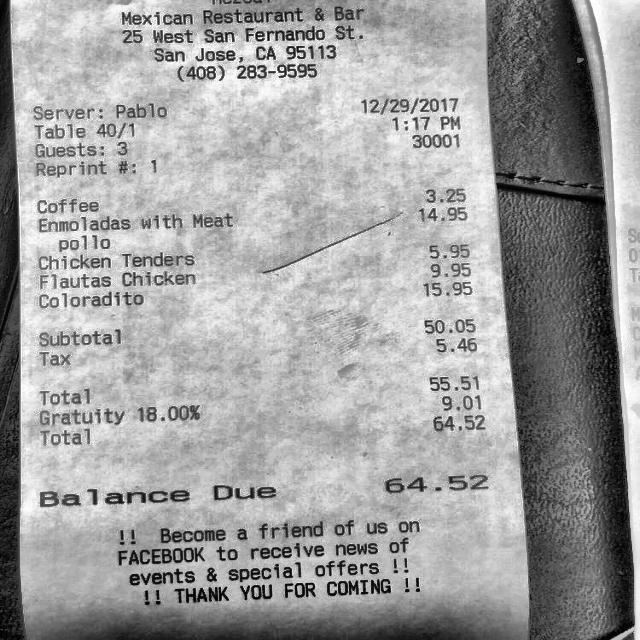 Mexican Restaurant & Bar
25 West San Fernando St.
San Jose, CA 95113
(408) 283-9595
Server: Pablo 12/29/2017
Table 40/1 1:17 PM
Guests: 3 30001
Reprint #: 1
Coffee 3.25
Enmoladas with Meat 14.95
pollo
Chicken Tenders 5.95
Flautas Chicken 9.95
Coloradito 15.95
Subtotal 50.05
Tax 5.46
Total 55.51
Gratuity 18.00% 9.01
Total 64.52
Balance Due 64.52
!! Become a friend of us on
FACEBOOK to receive news of
events & special offers !!
!! THANK YOU FOR COMING !!